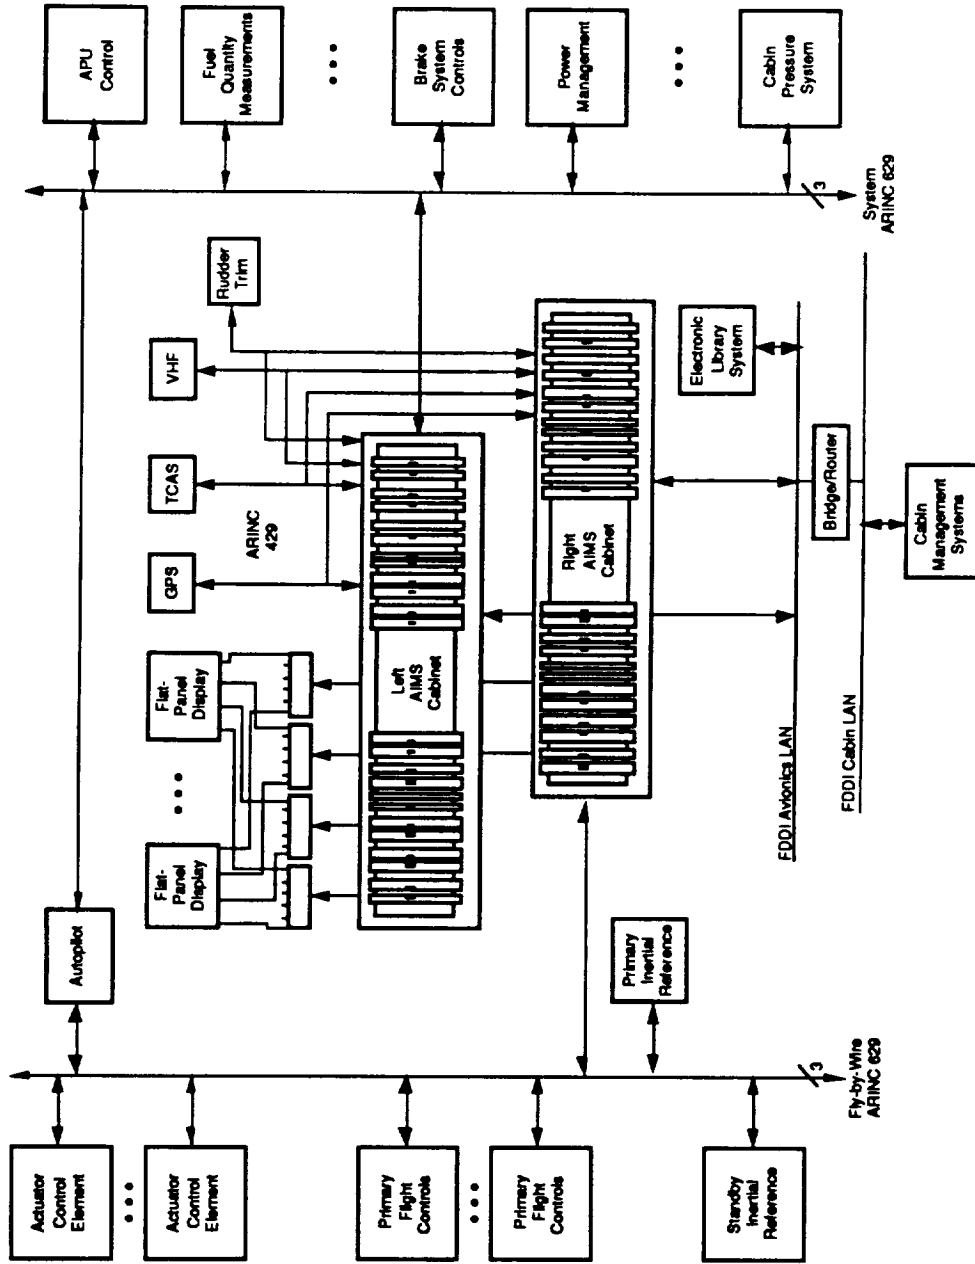 Actuator
Control
Element
Actuator
Control
Element
Primary
Flight
Controls
Primary
Flight
Controls
Standby
Inertial
Reference
Fly-by-Wire
ARINC 629
3
Autopilot
Primary
Inertial
Reference
Flat-
Panel
Display
Flat-
Panel
Display
GPS
TCAS
VHF
Rudder
Trim
ARINC
429
Left
AIMS
Cabinet
Right
AIMS
Cabinet
Electronic
Library
System
FDDI Avionics LAN
Bridge/Router
FDDI Cabin LAN
Cabin
Management
Systems
APU
Control
Fuel
Quantity
Measurements
Brake
System
Controls
Power
Management
Cabin
Pressure
System
3
System
ARINC 629